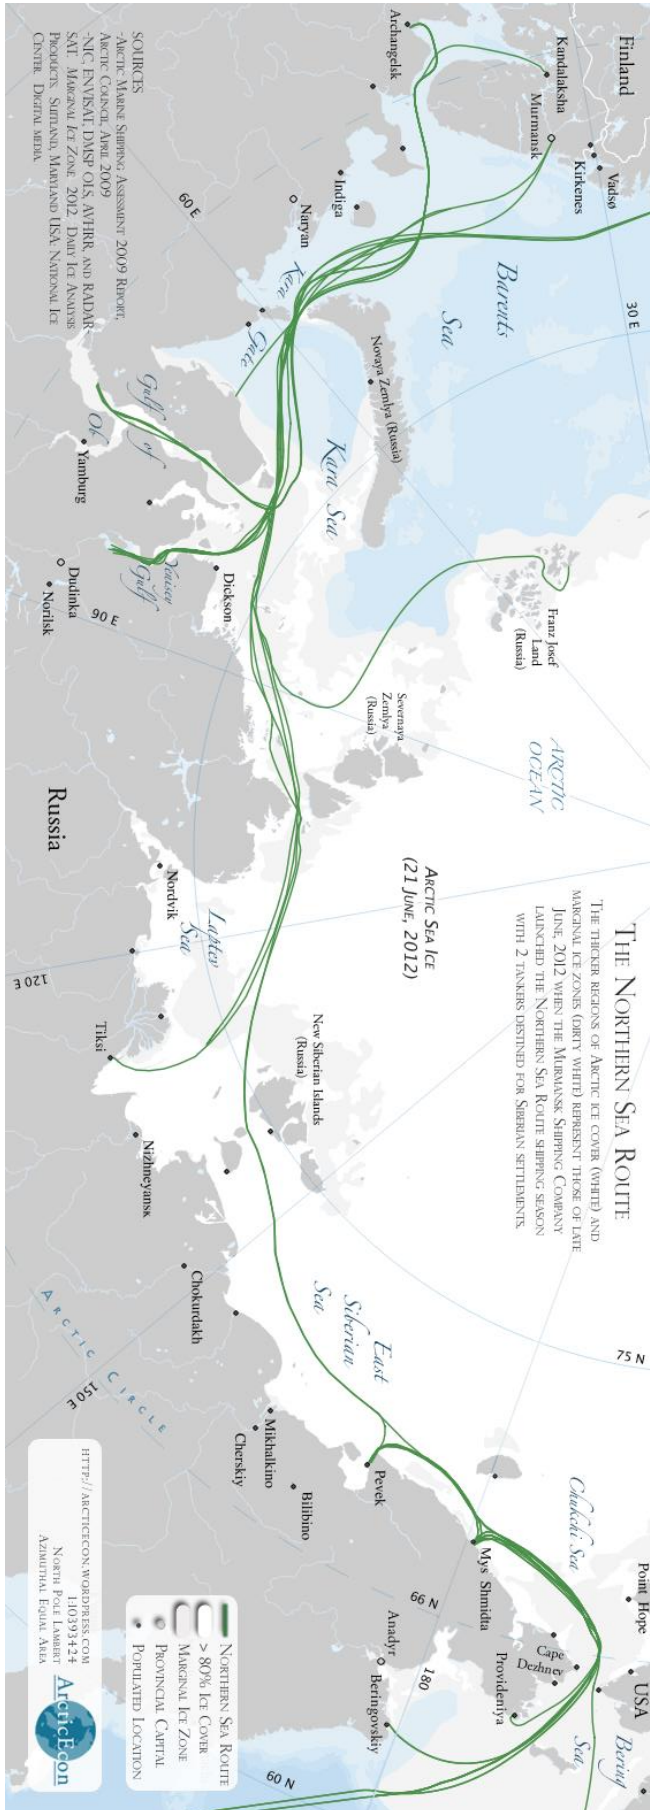 THE NORTHERN SEA ROUTE
THE THICKER REGIONS OF ARCTIC ICE COVER (WHITE) AND
MARGINAL ICE ZONES (DIRTY WHITE) REPRESENT THOSE OF LATE
JUNE, 2012 WHEN THE MURMANSK SHIPPING COMPANY
LAUNCHED THE NORTHERN SEA ROUTE SHIPPING SEASON
WITH 2 TANKERS DESTINED FOR SIBERIAN SETTLEMENTS.
Finland
Vadsø
Kirkenes
Murmansk
Kandalaksha
Archangelsk
30 E
Barents
Sea
Indiga
Naryan
60 E
Kara
Gate
Novaya Zemlya (Russia)
Kara Sea
Franz Josef
Land
(Russia)
Gulf of
Ob
Yamburg
Yenisey
Gulf
Dickson
Dudinka
Norilsk
90 E
Severnaya
Zemlya
(Russia)
ARCTIC
OCEAN
ARCTIC SEA ICE
(21 JUNE, 2012)
Russia
Nordvik
Laptev
Sea
120 E
Tiksi
New Siberian Islands
(Russia)
Nizhneyansk
Chokurdakh
ARCTIC CIRCLE
150 E
East
Siberian
Sea
75 N
Mikhalkino
Cherskiy
Bilibino
Pevek
Mys Shmidta
Chukchi Sea
Point Hope
USA
Cape
Dezhnev
Provideniya
66 N
180
Anadyr
Beringovskiy
Bering
Sea
60 N
SOURCES
-ARCTIC MARINE SHIPPING ASSESSMENT 2009 REPORT,
ARCTIC COUNCIL, APRIL 2009
-NIC, ENVISAT, DMSP OLS, AVHRR, AND RADAR-
SAT. MARGINAL ICE ZONE 2012. DAILY ICE ANALYSIS
PRODUCTS. SUITLAND, MARYLAND USA: NATIONAL ICE
CENTER. DIGITAL MEDIA.
NORTHERN SEA ROUTE
> 80% ICE COVER
MARGINAL ICE ZONE
PROVINCIAL CAPITAL
POPULATED LOCATION
HTTP://ARCTICECON.WORDPRESS.COM
1:10393424
NORTH POLE LAMBERT
AZIMUTHAL EQUAL AREA
ArcticEcon